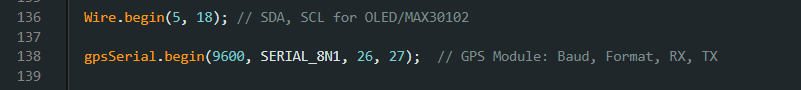 136 Wire.begin(5, 18); // SDA, SCL for OLED/MAX30102
137
138 gpsSerial.begin(9600, SERIAL_8N1, 26, 27);  // GPS Module: Baud, Format, RX, TX
139